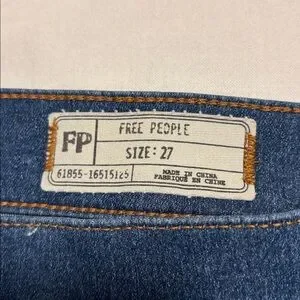 FP
FREE PEOPLE
SIZE: 27
61855-16515125
MADE IN CHINA
FABRIQUÉ EN CHINE